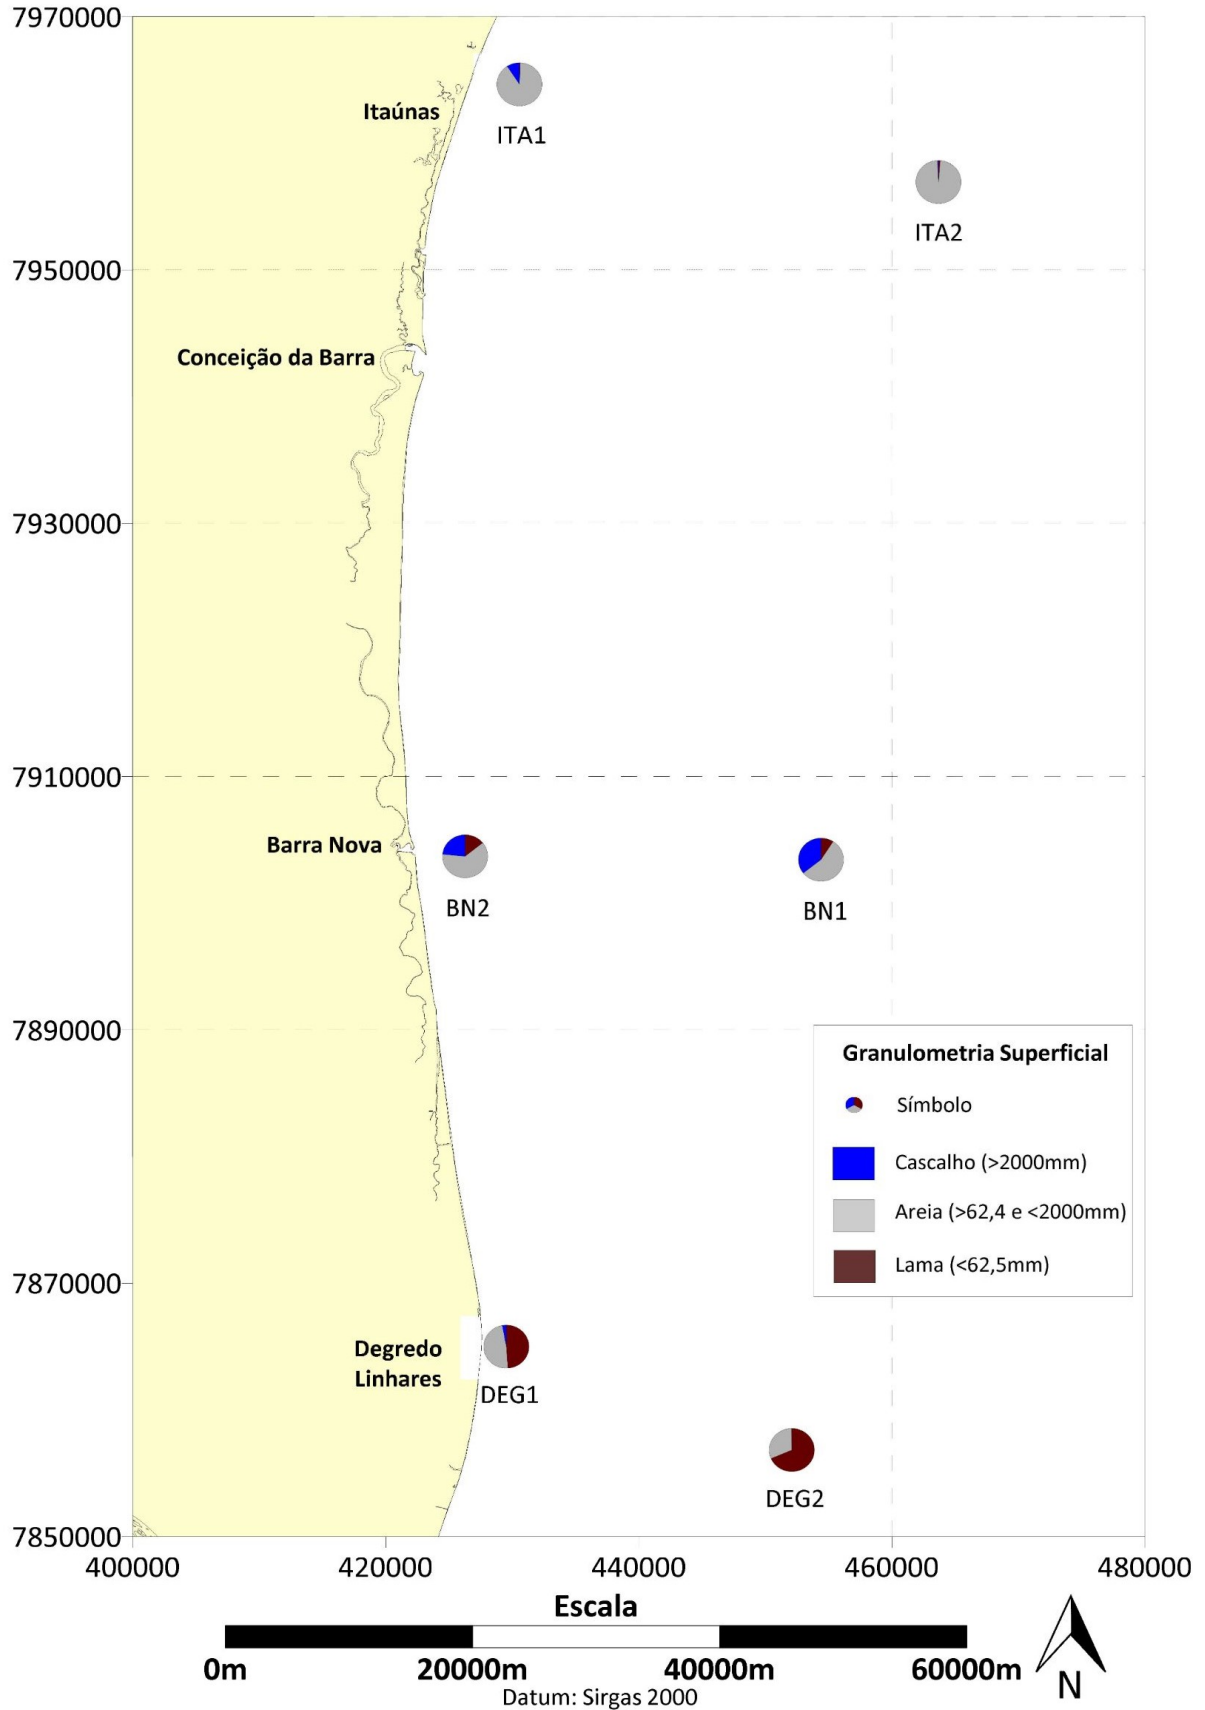 7970000
Itaúnas
ITA1
ITA2
7950000
Conceição da Barra
7930000
7910000
Barra Nova
BN2
BN1
7890000
Granulometria Superficial
Símbolo
Cascalho (>2000mm)
Areia (>62,4 e <2000mm)
Lama (<62,5mm)
7870000
Degredo
Linhares
DEG1
DEG2
7850000
400000 420000 440000 460000 480000
Escala
0m 20000m 40000m 60000m
Datum: Sirgas 2000
N